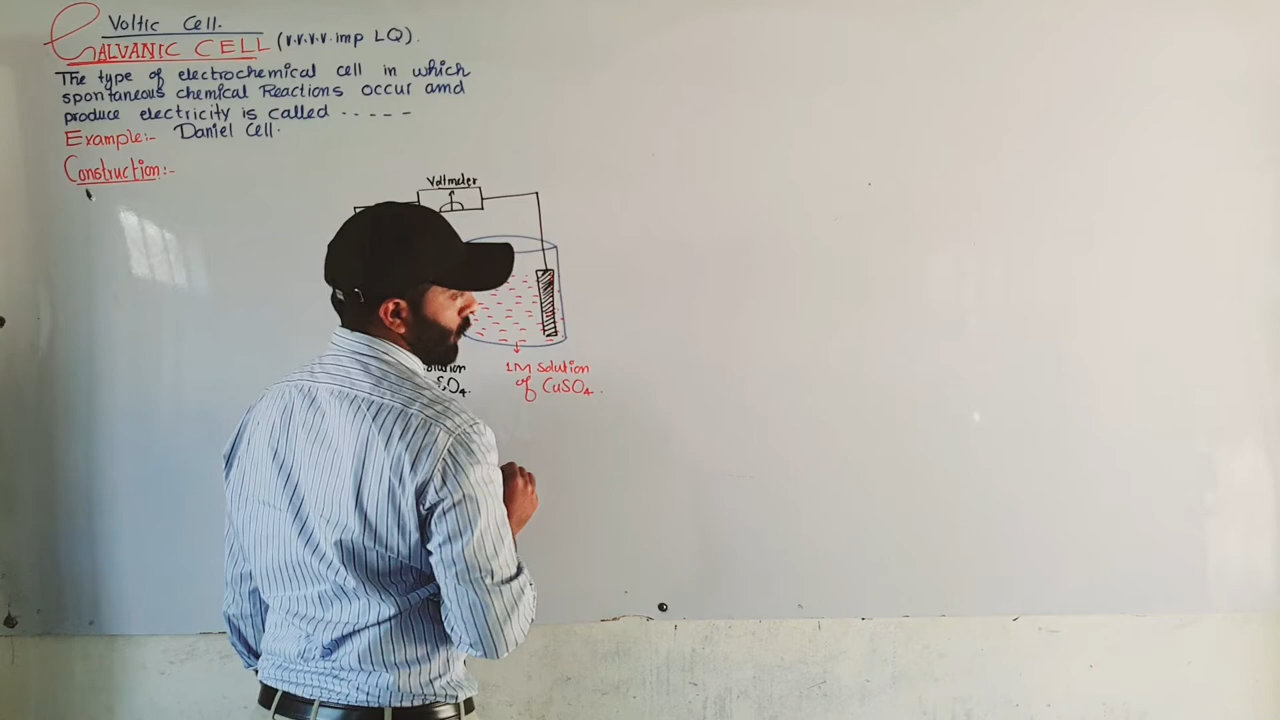 Voltic Cell.
GALVANIC CELL (v.v.v.v.imp LQ).
The type of electrochemical cell in which
spontaneous chemical Reactions occur and
produce electricity is called -----
Example:- Daniel Cell.
Construction:-
Voltmeter
1M solution
of CuSO₄.